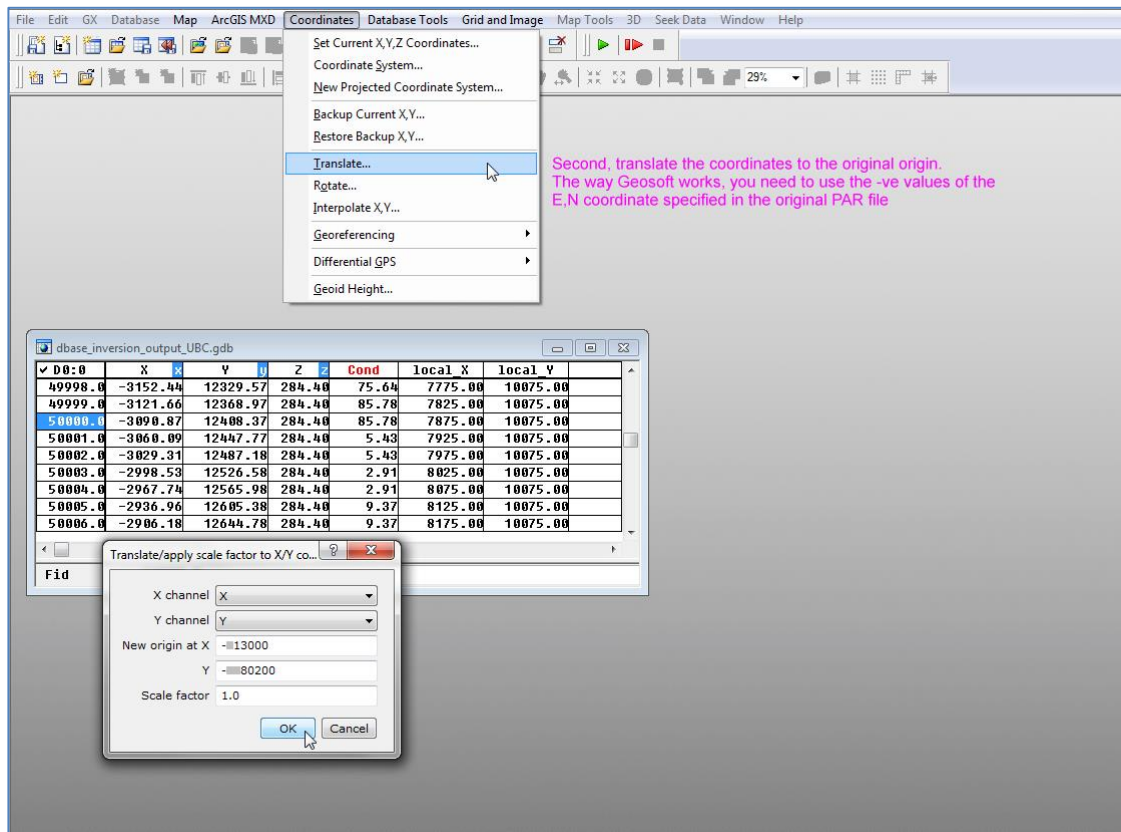 File Edit GX Database Map ArcGIS MXD Coordinates Database Tools Grid and Image Map Tools 3D Seek Data Window Help
29%
Set Current X,Y,Z Coordinates...
Coordinate System...
New Projected Coordinate System...
Backup Current X,Y...
Restore Backup X,Y...
Translate...
Rotate...
Interpolate X,Y...
Georeferencing
Differential GPS
Geoid Height...
Second, translate the coordinates to the original origin.
The way Geosoft works, you need to use the -ve values of the
E,N coordinate specified in the original PAR file
dbase_inversion_output_UBC.gdb
✓ D0:0 X x Y y Z z Cond local_X local_Y
49998.0 -3152.44 12329.57 284.40 75.64 7775.00 10075.00
49999.0 -3121.66 12368.97 284.40 85.78 7825.00 10075.00
50000.0 -3090.87 12408.37 284.40 85.78 7875.00 10075.00
50001.0 -3060.09 12447.77 284.40 5.43 7925.00 10075.00
50002.0 -3029.31 12487.18 284.40 5.43 7975.00 10075.00
50003.0 -2998.53 12526.58 284.40 2.91 8025.00 10075.00
50004.0 -2967.74 12565.98 284.40 2.91 8075.00 10075.00
50005.0 -2936.96 12605.38 284.40 9.37 8125.00 10075.00
50006.0 -2906.18 12644.78 284.40 9.37 8175.00 10075.00
Fid
Translate/apply scale factor to X/Y co...
X channel X
Y channel Y
New origin at X - 13000
Y - 80200
Scale factor 1.0
OK Cancel